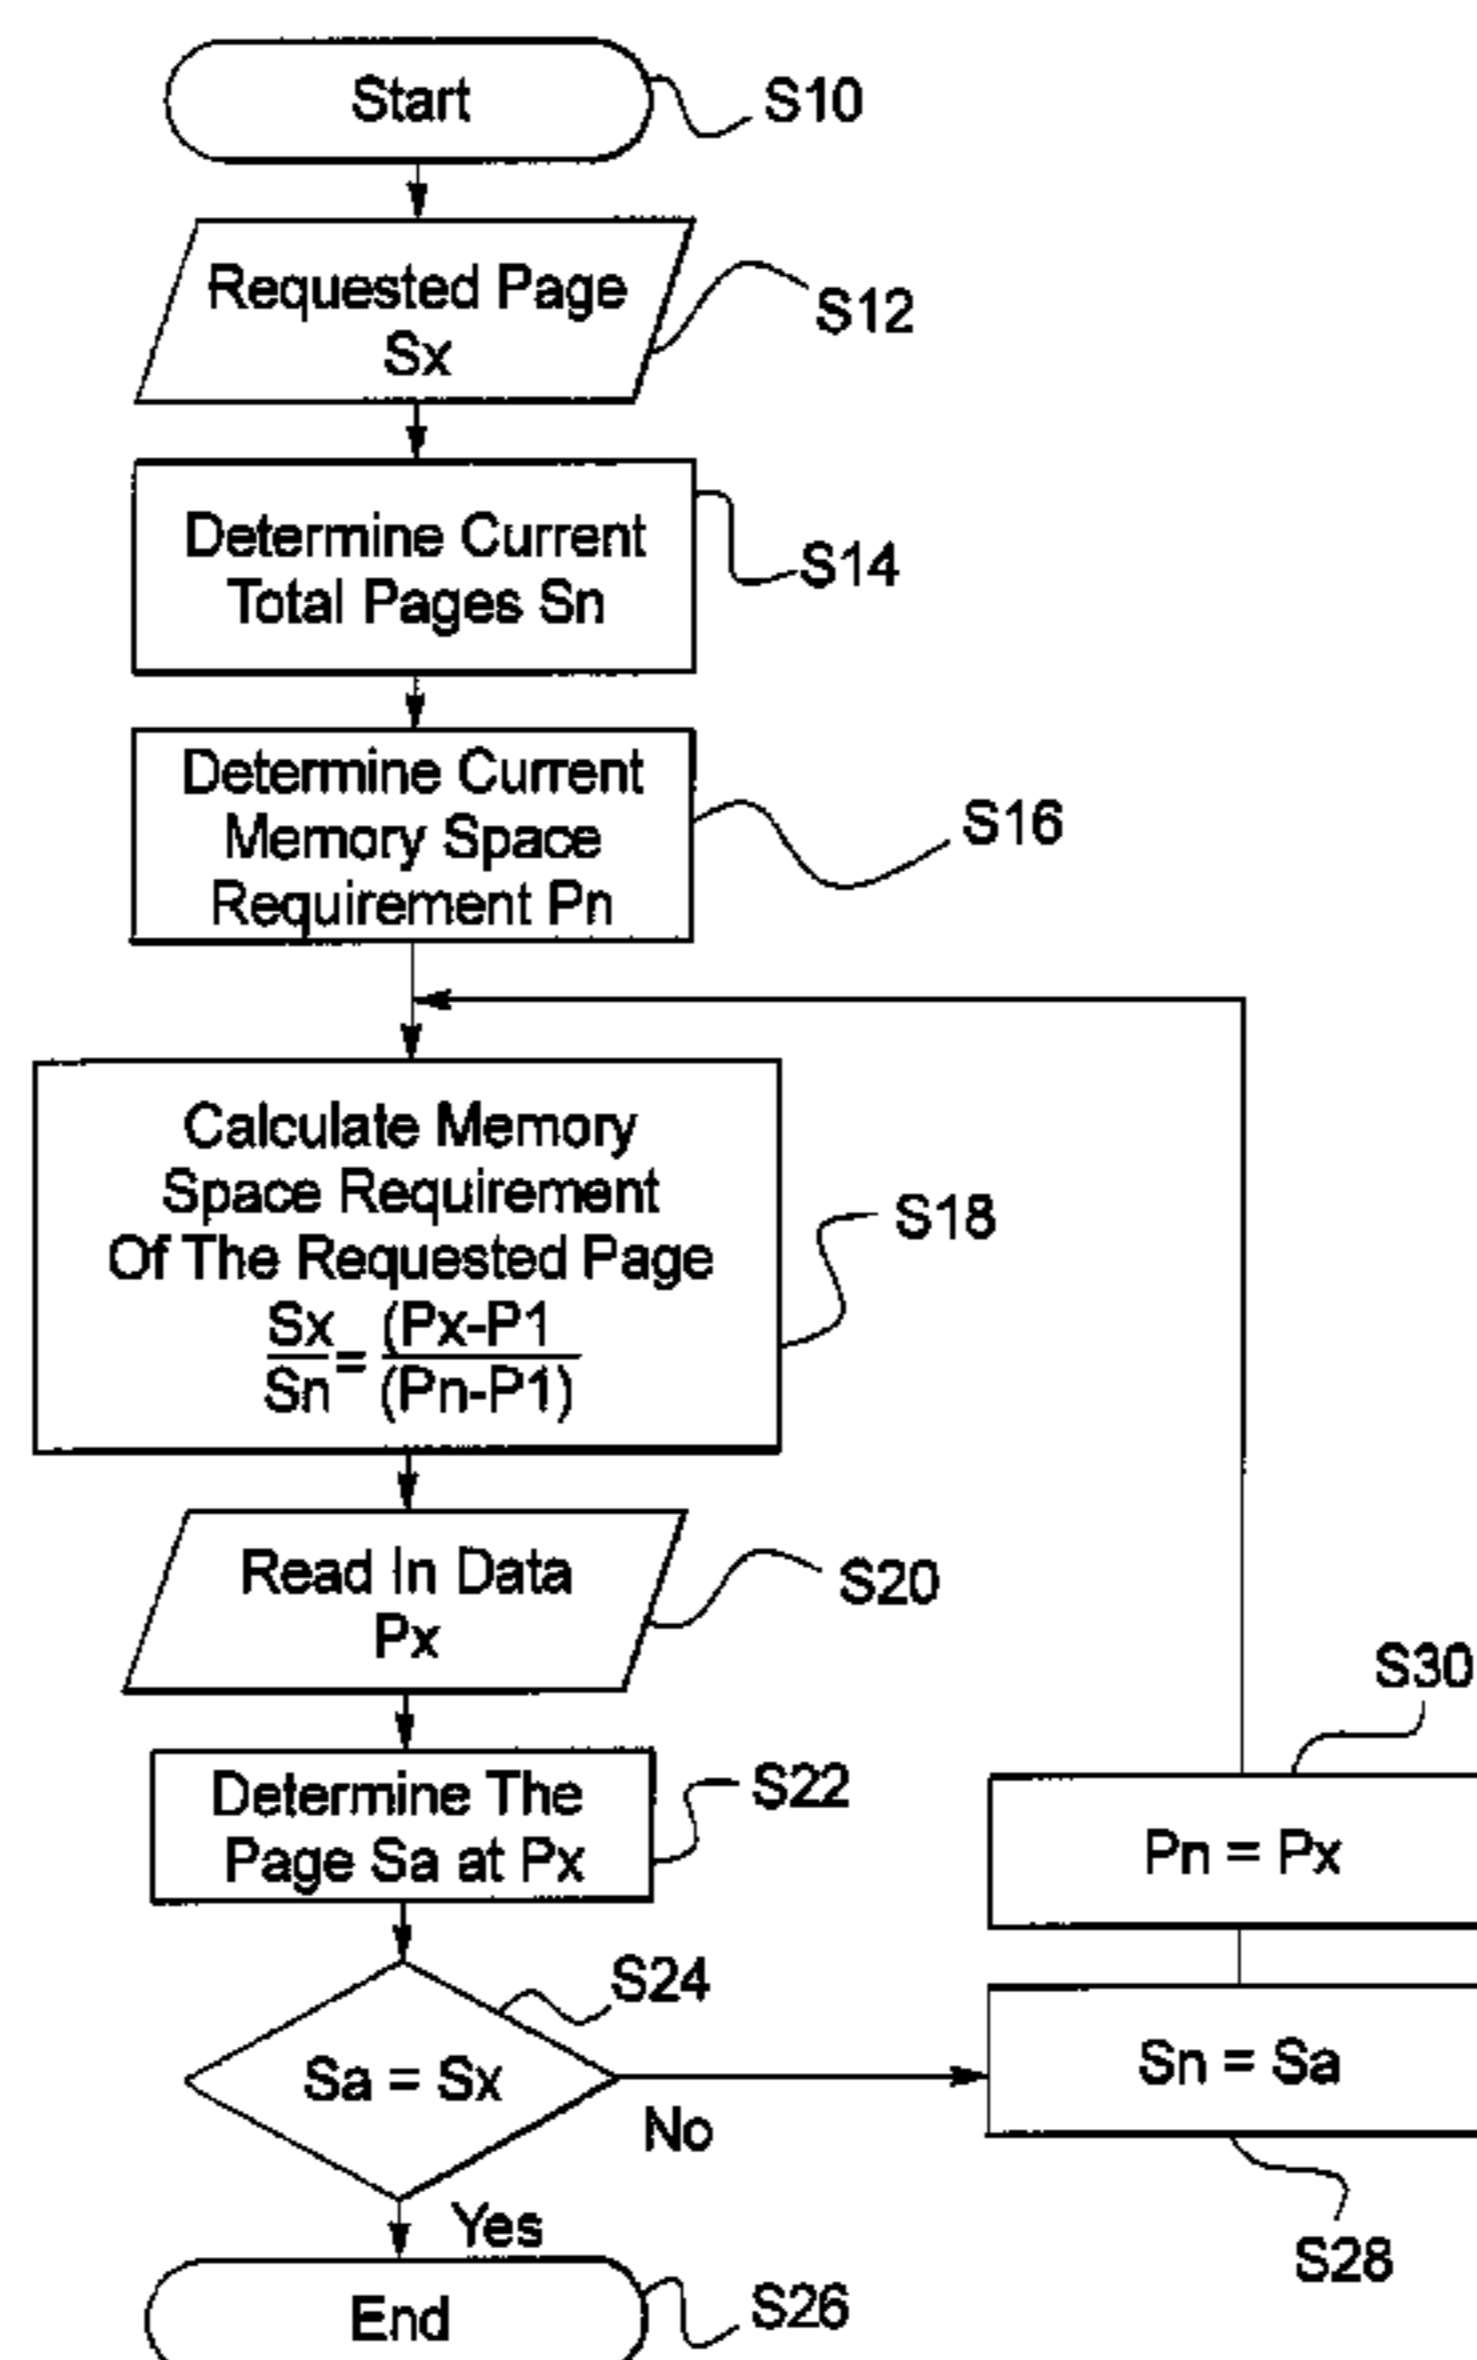 Start
S10
Requested Page
Sx
S12
Determine Current
Total Pages Sn
S14
Determine Current
Memory Space
Requirement Pn
S16
Calculate Memory
Space Requirement
Of The Requested Page
Sx = (Px-P1
Sn (Pn-P1)
S18
Read In Data
Px
S20
Determine The
Page Sa at Px
S22
Sa = Sx
S24
No
Yes
End
S26
Sn = Sa
S28
Pn = Px
S30